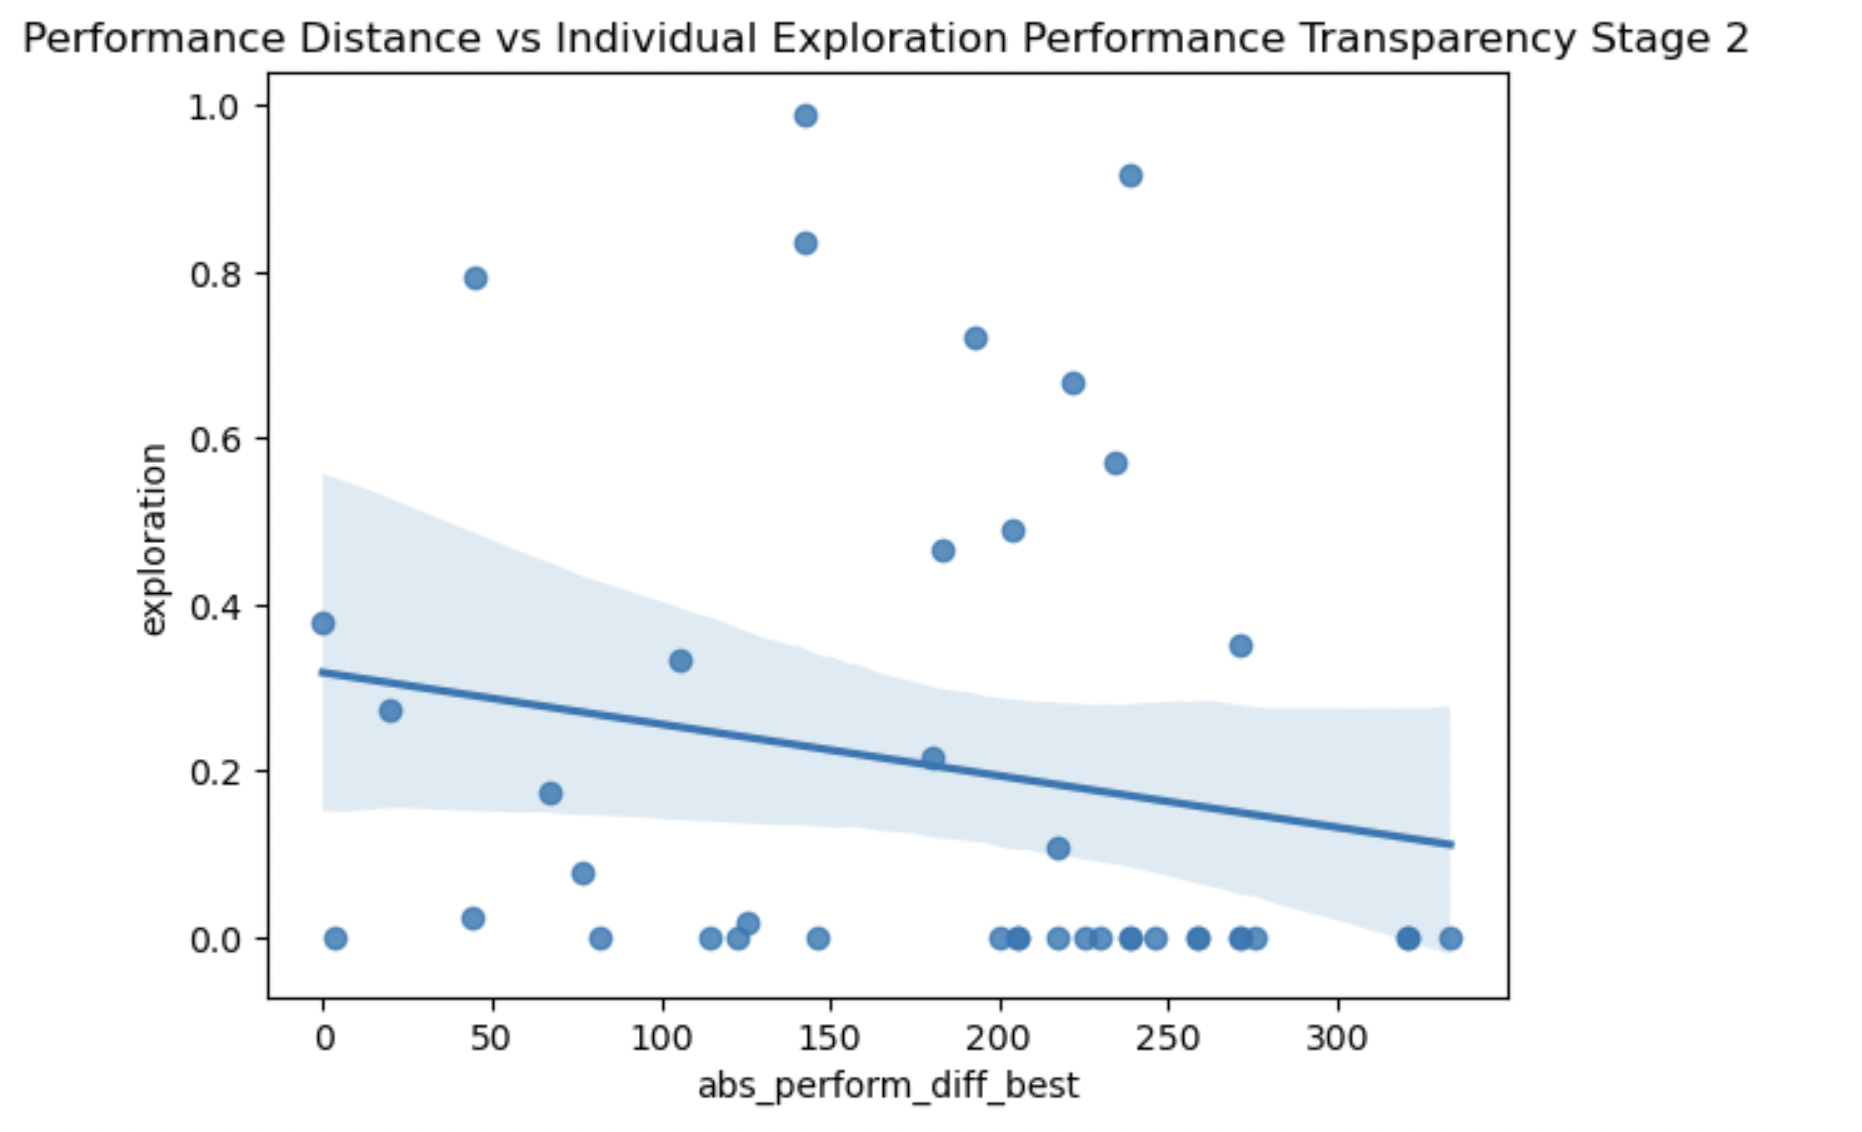 Performance Distance vs Individual Exploration Performance Transparency Stage 2
1.0
0.8
0.6
0.4
0.2
0.0
exploration
0 50 100 150 200 250 300
abs_perform_diff_best